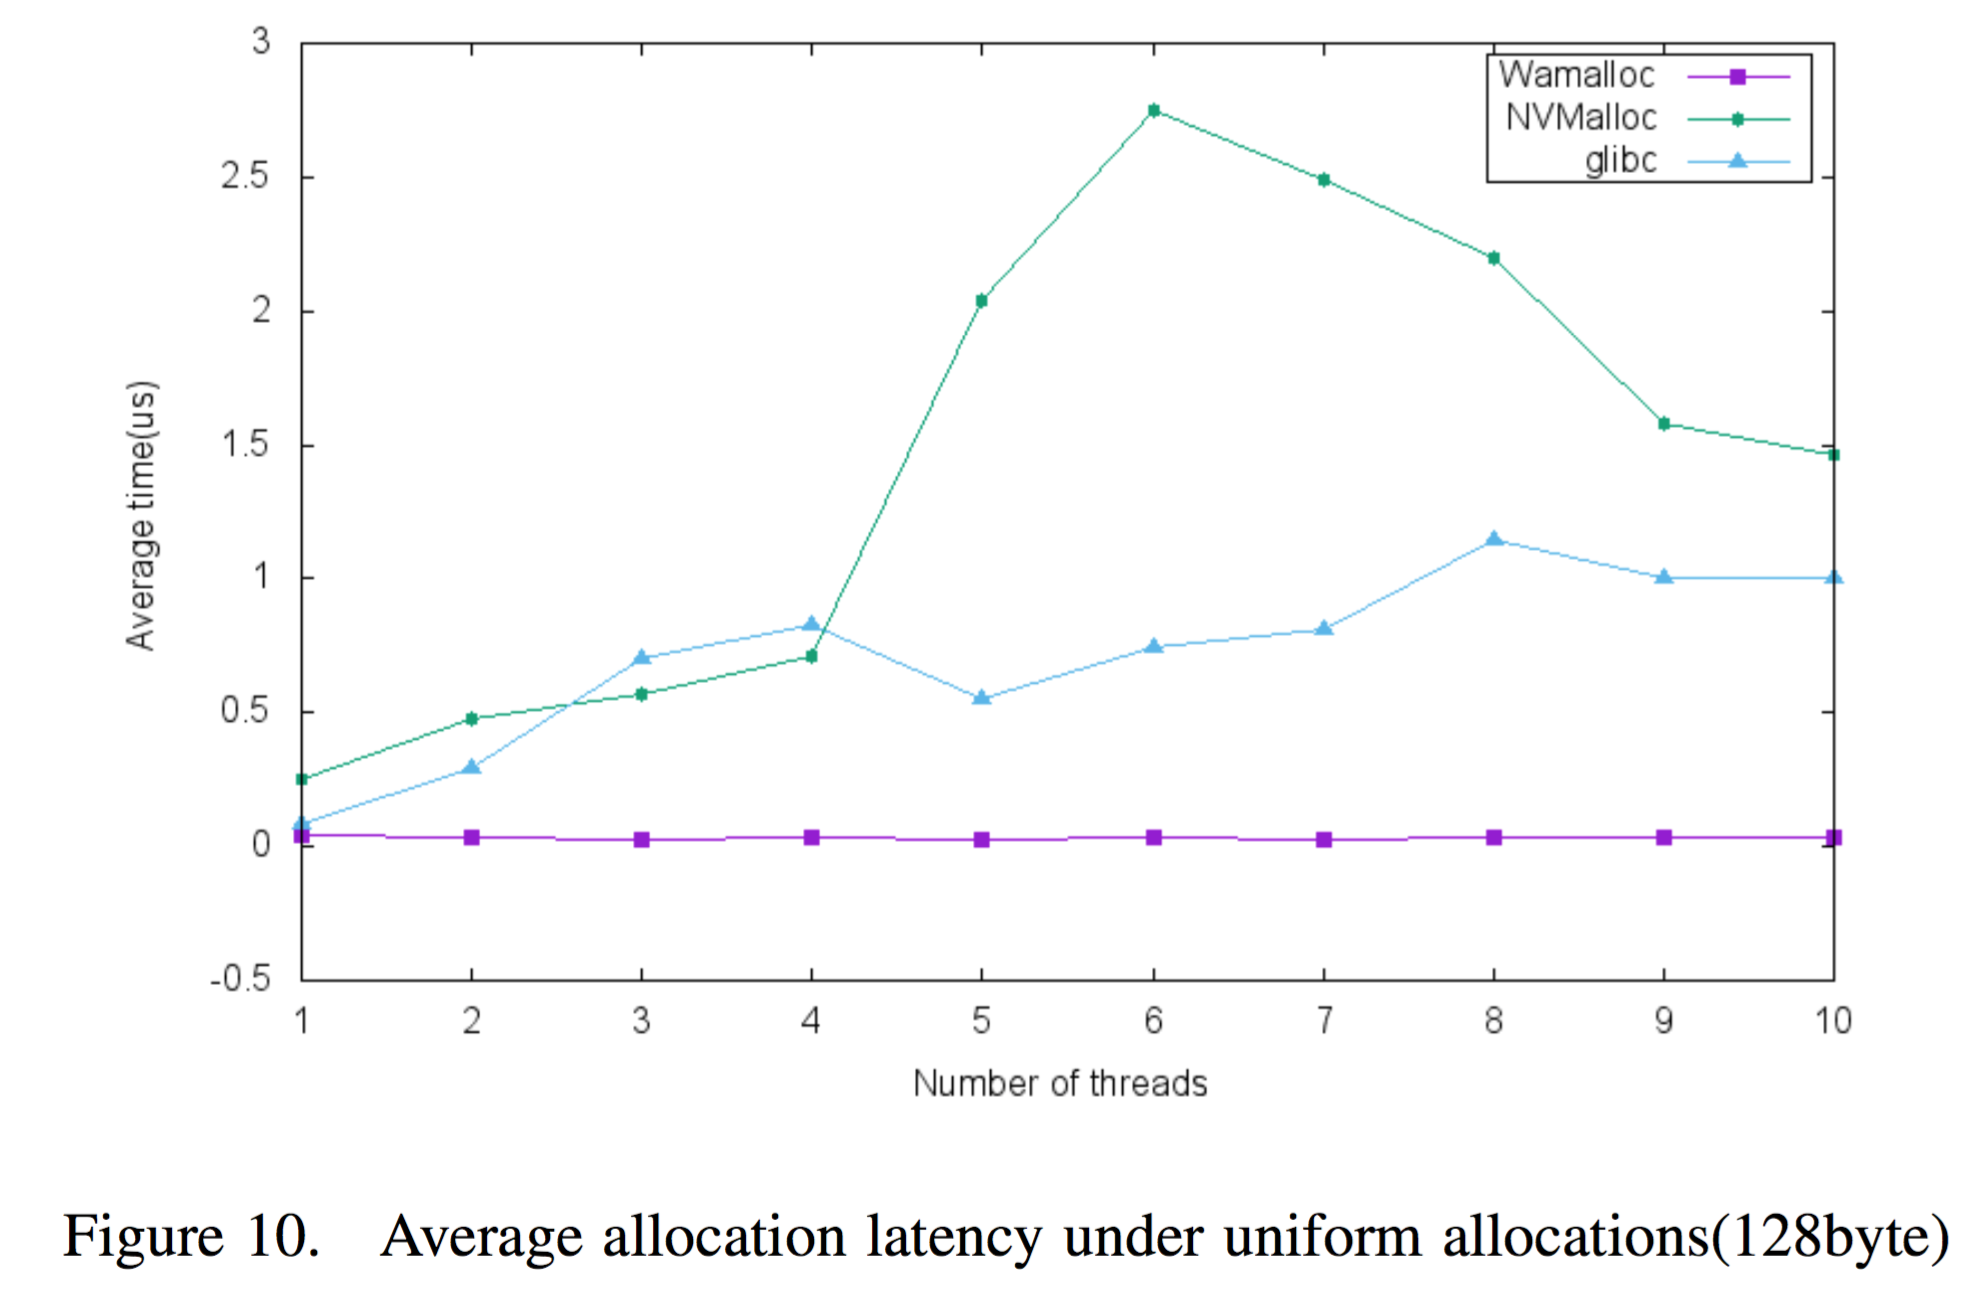 3
2.5
2
1.5
1
0.5
0
-0.5
Average time(us)
Wamalloc
NVMalloc
glibc
1 2 3 4 5 6 7 8 9 10
Number of threads
Figure 10. Average allocation latency under uniform allocations(128byte)